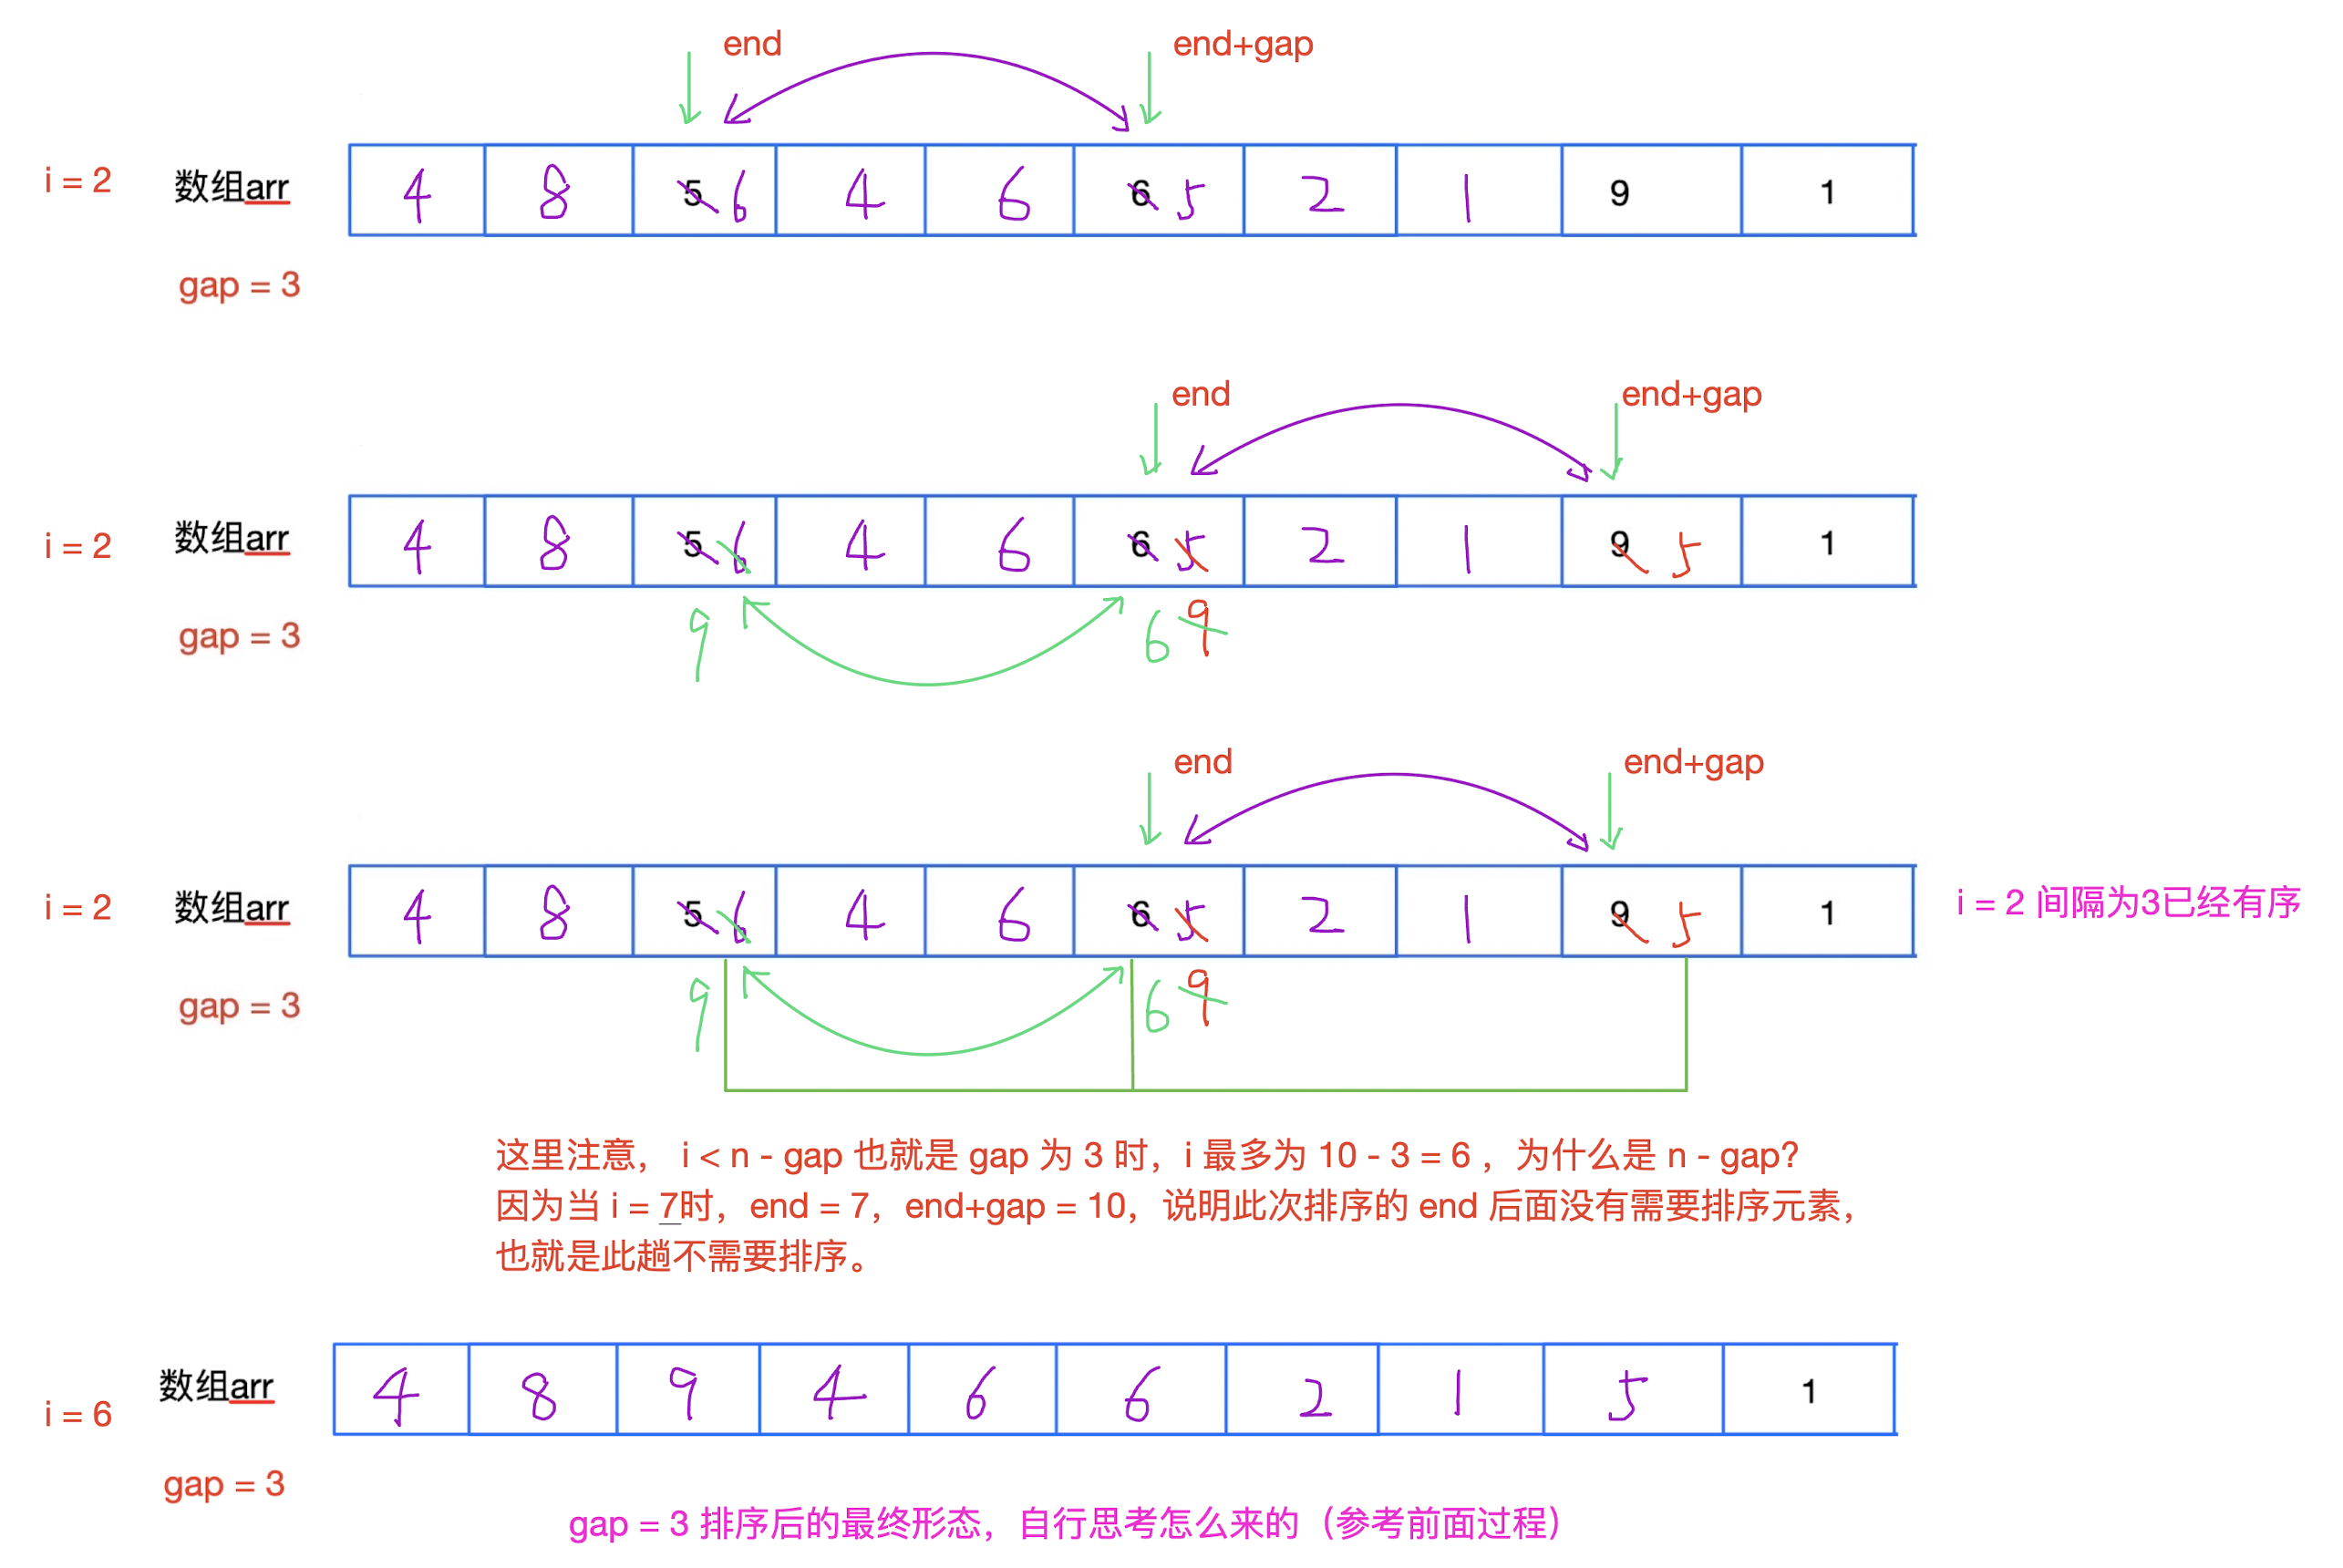 end end+gap
i = 2 数组arr 4 8 5 6 4 6 6 5 2 1 9 1
gap = 3
end end+gap
i = 2 数组arr 4 8 5 6 4 6 6 5 2 1 9 5 1
gap = 3 9 6 9
end end+gap
i = 2 数组arr 4 8 5 6 4 6 6 5 2 1 9 5 1 i = 2 间隔为3已经有序
gap = 3 9 6 9
这里注意， i < n - gap 也就是 gap 为 3 时，i 最多为 10 - 3 = 6 ，为什么是 n - gap?
因为当 i = 7时，end = 7，end+gap = 10，说明此次排序的 end 后面没有需要排序元素，
也就是此趟不需要排序。
i = 6 数组arr 4 8 9 4 6 6 2 1 5 1
gap = 3
gap = 3 排序后的最终形态，自行思考怎么来的（参考前面过程）